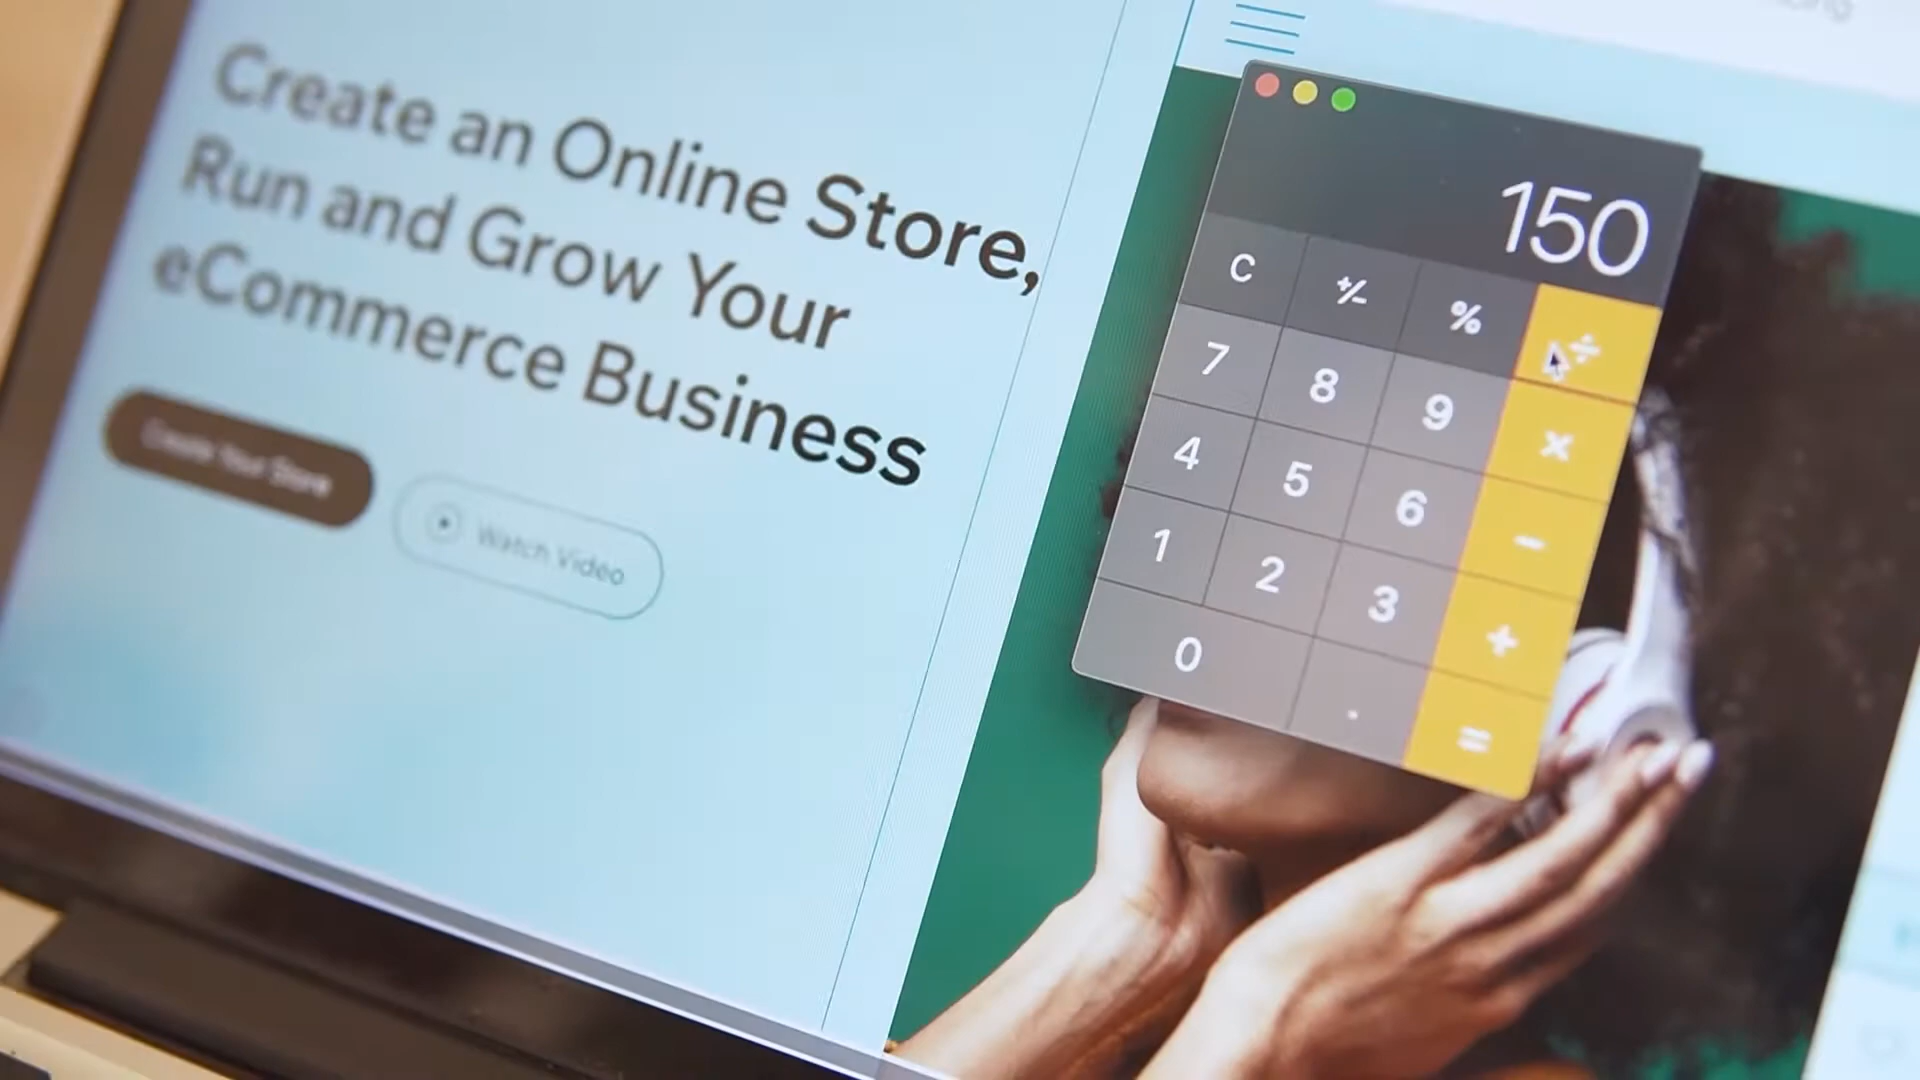 Create an Online Store,
Run and Grow Your
eCommerce Business
Create Your Store
Watch Video
150
C +/- % ÷
7 8 9 ×
4 5 6 −
1 2 3 +
0 . =